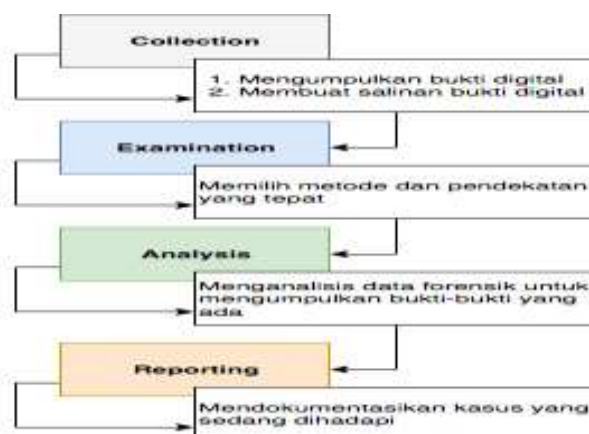 Collection
1. Mengumpulkan bukti digital
2. Membuat salinan bukti digital
Examination
Memilih metode dan pendekatan
yang tepat
Analysis
Menganalisis data forensik untuk
mengumpulkan bukti-bukti yang
ada
Reporting
Mendokumentasikan kasus yang
sedang dihadapi